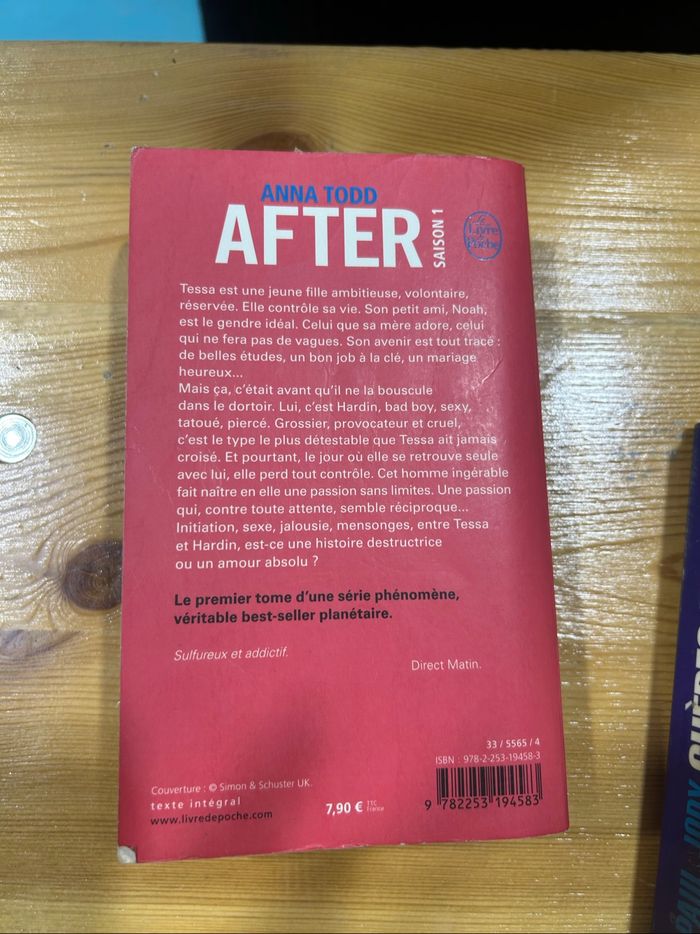 ANNA TODD
AFTER
SAISON 1
Le
Livre
de
Poche
Tessa est une jeune fille ambitieuse, volontaire,
réservée. Elle contrôle sa vie. Son petit ami, Noah,
est le gendre idéal. Celui que sa mère adore, celui
qui ne fera pas de vagues. Son avenir est tout tracé :
de belles études, un bon job à la clé, un mariage
heureux...
Mais ça, c'était avant qu'il ne la bouscule
dans le dortoir. Lui, c'est Hardin, bad boy, sexy,
tatoué, piercé. Grossier, provocateur et cruel,
c'est le type le plus détestable que Tessa ait jamais
croisé. Et pourtant, le jour où elle se retrouve seule
avec lui, elle perd tout contrôle. Cet homme ingérable
fait naître en elle une passion sans limites. Une passion
qui, contre toute attente, semble réciproque...
Initiation, sexe, jalousie, mensonges, entre Tessa
et Hardin, est-ce une histoire destructrice
ou un amour absolu ?
Le premier tome d'une série phénomène,
véritable best-seller planétaire.
Sulfureux et addictif.
Direct Matin.
33 / 5565 / 4
ISBN : 978-2-253-19458-3
Couverture : © Simon & Schuster UK.
texte intégral
www.livredepoche.com
7,90 € TTC
France
9 782253 194583